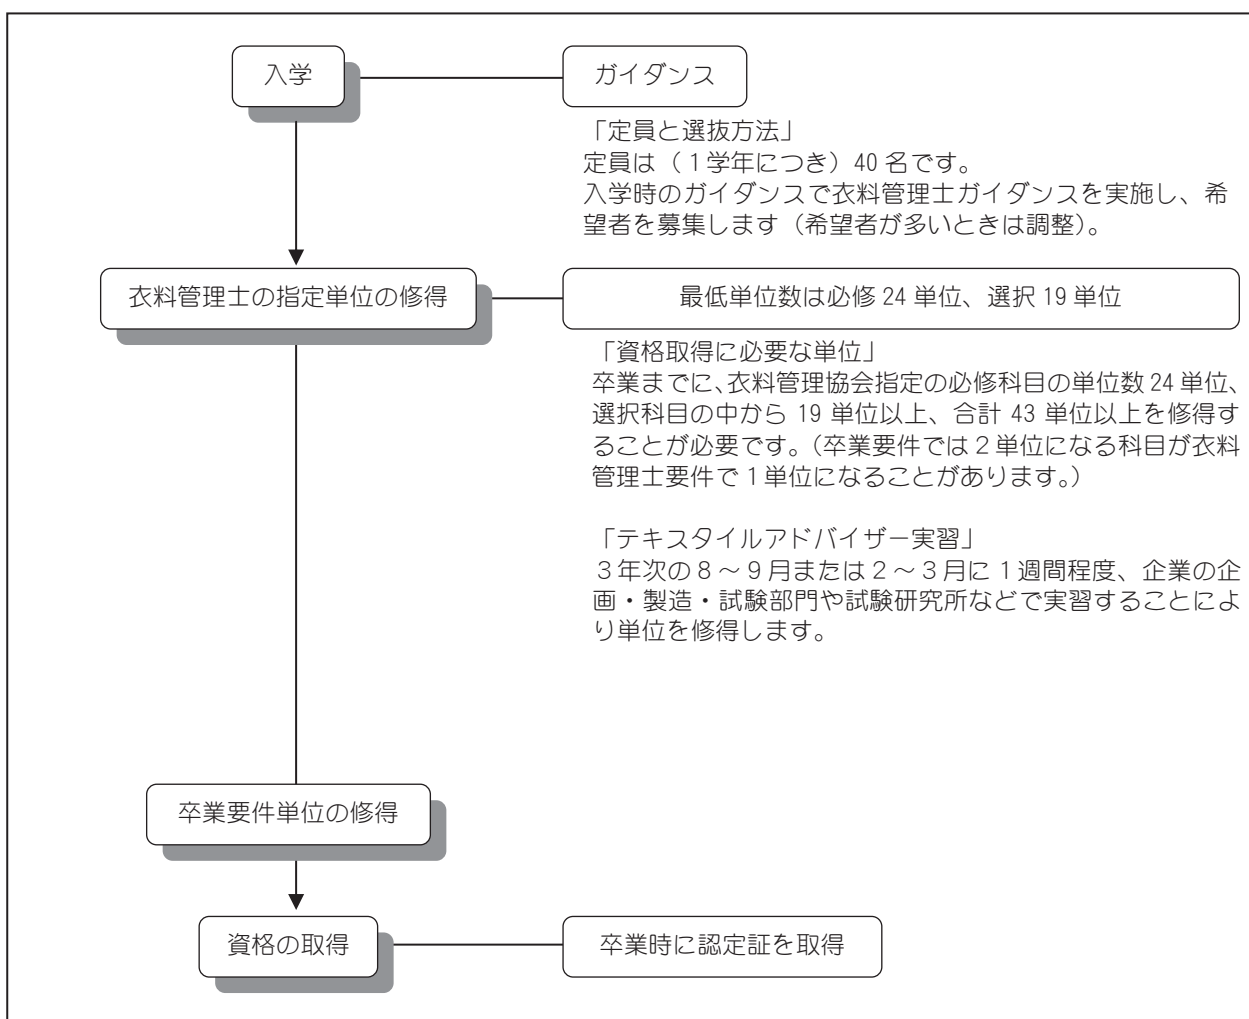 入学
ガイダンス
「定員と選抜方法」
定員は（1学年につき）40名です。
入学時のガイダンスで衣料管理士ガイダンスを実施し、希
望者を募集します（希望者が多いときは調整）。
衣料管理士の指定単位の修得
最低単位数は必修 24 単位、選択 19 単位
「資格取得に必要な単位」
卒業までに、衣料管理協会指定の必修科目の単位数 24 単位、
選択科目の中から 19 単位以上、合計 43 単位以上を修得す
ることが必要です。（卒業要件では2単位になる科目が衣料
管理士要件で1単位になることがあります。）
「テキスタイルアドバイザー実習」
3年次の8～9月または2～3月に1週間程度、企業の企
画・製造・試験部門や試験研究所などで実習することによ
り単位を修得します。
卒業要件単位の修得
資格の取得
卒業時に認定証を取得